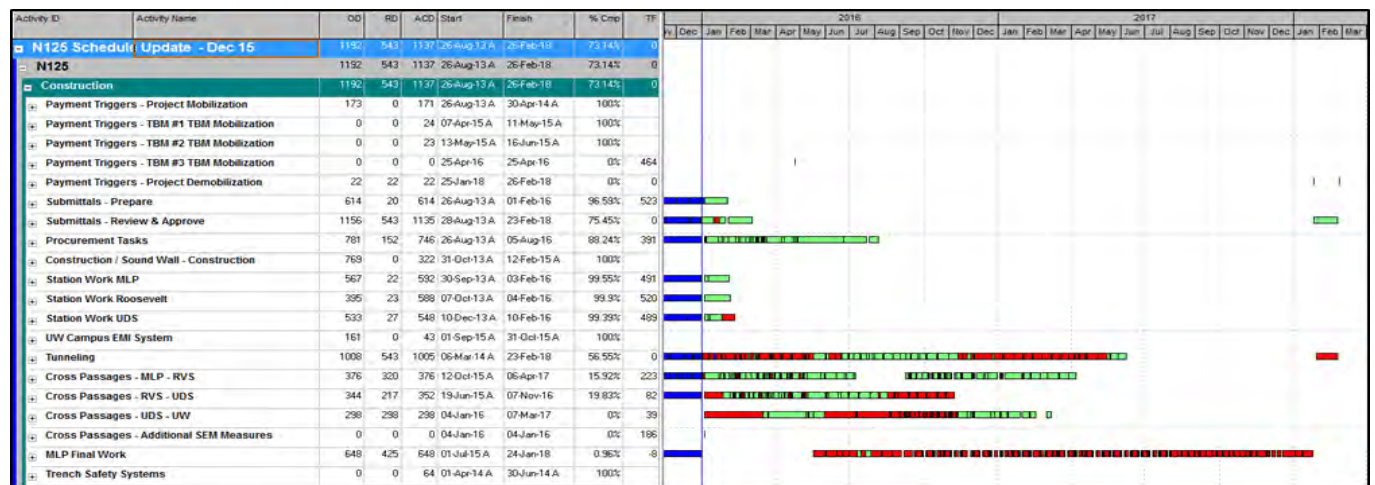 Activity ID Activity Name OD RD ACD Start Finish % Cmp TF 2016 2017
Dec Jan Feb Mar Apr May Jun Jul Aug Sep Oct Nov Dec Jan Feb Mar Apr May Jun Jul Aug Sep Oct Nov Dec Jan Feb Mar
N125 Schedule Update - Dec 15 1192 543 1137 26-Aug-13 A 26-Feb-18 73.14% 0
N125 1192 543 1137 26-Aug-13 A 26-Feb-18 73.14% 0
Construction 1192 543 1137 26-Aug-13 A 26-Feb-18 73.14% 0
Payment Triggers - Project Mobilization 173 0 171 26-Aug-13 A 30-Apr-14 A 100%
Payment Triggers - TBM #1 TBM Mobilization 0 0 24 07-Apr-15 A 11-May-15 A 100%
Payment Triggers - TBM #2 TBM Mobilization 0 0 23 13-May-15 A 16-Jun-15 A 100%
Payment Triggers - TBM #3 TBM Mobilization 0 0 0 25-Apr-16 25-Apr-16 0% 464
Payment Triggers - Project Demobilization 22 22 22 25-Jan-18 26-Feb-18 0% 0
Submittals - Prepare 614 20 614 26-Aug-13 A 01-Feb-16 96.59% 523
Submittals - Review & Approve 1156 543 1135 28-Aug-13 A 23-Feb-18 75.45% 0
Procurement Tasks 781 152 746 26-Aug-13 A 05-Aug-16 88.24% 391
Construction / Sound Wall - Construction 769 0 322 31-Oct-13 A 12-Feb-15 A 100%
Station Work MLP 567 22 592 30-Sep-13 A 03-Feb-16 99.55% 491
Station Work Roosevelt 395 23 588 07-Oct-13 A 04-Feb-16 99.9% 520
Station Work UDS 533 27 548 10-Dec-13 A 10-Feb-16 99.39% 489
UW Campus EMI System 161 0 43 01-Sep-15 A 31-Oct-15 A 100%
Tunneling 1008 543 1005 06-Mar-14 A 23-Feb-18 56.55% 0
Cross Passages - MLP - RVS 376 320 376 12-Oct-15 A 06-Apr-17 15.92% 223
Cross Passages - RVS - UDS 344 217 352 19-Jun-15 A 07-Nov-16 19.83% 82
Cross Passages - UDS - UW 298 298 298 04-Jan-16 07-Mar-17 0% 39
Cross Passages - Additional SEM Measures 0 0 0 04-Jan-16 04-Jan-16 0% 186
MLP Final Work 648 425 648 01-Jul-15 A 24-Jan-18 0.96% -8
Trench Safety Systems 0 0 64 01-Apr-14 A 30-Jun-14 A 100%